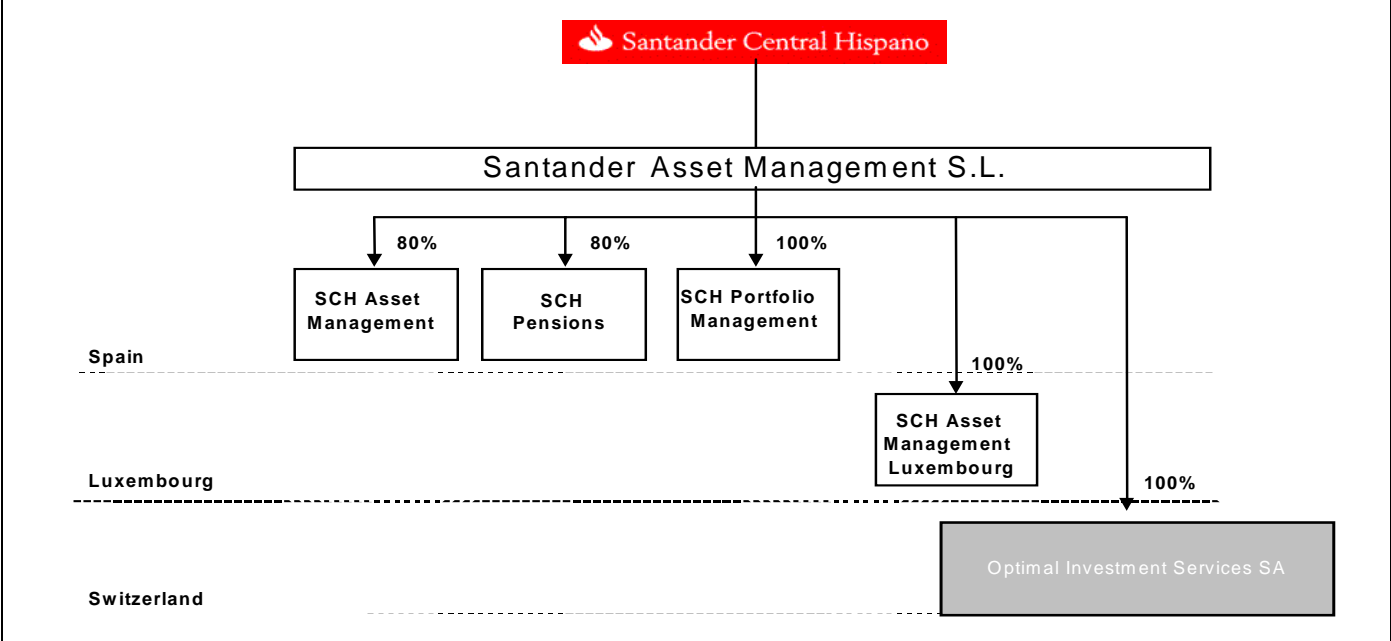 Santander Central Hispano
Santander Asset Management S.L.
80%
80%
100%
SCH Asset
Management
SCH
Pensions
SCH Portfolio
Management
Spain
100%
SCH Asset
Management
Luxembourg
Luxembourg
100%
Optimal Investment Services SA
Switzerland